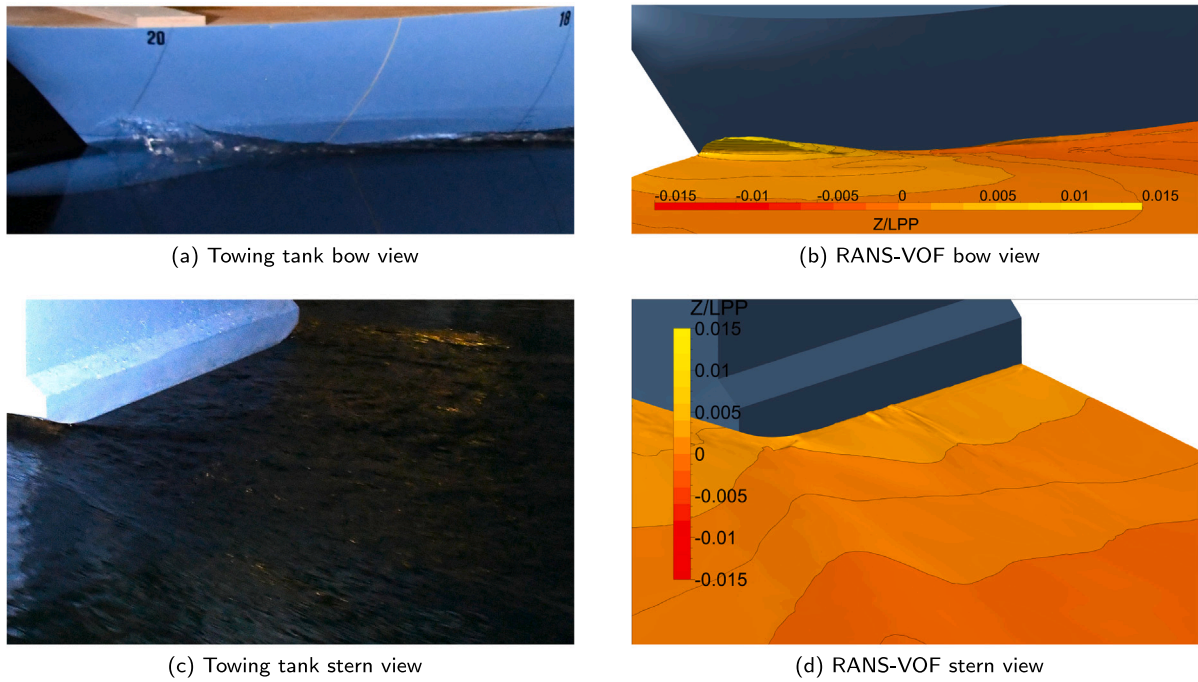 20
18
(a) Towing tank bow view
-0.015 -0.01 -0.005 0 0.005 0.01 0.015
Z/LPP
(b) RANS-VOF bow view
(c) Towing tank stern view
Z/LPP
0.015
0.01
0.005
0
-0.005
-0.01
-0.015
(d) RANS-VOF stern view